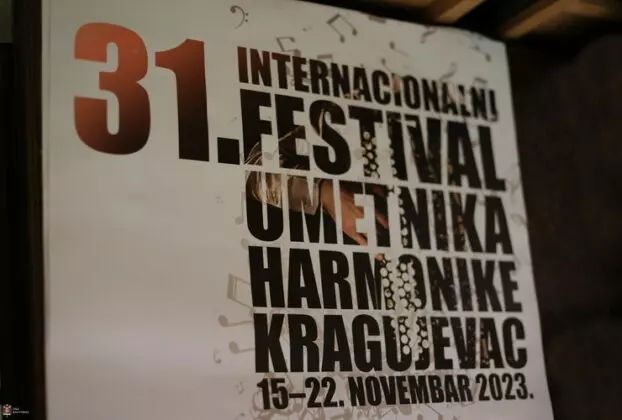 31. INTERNACIONALNI
FESTIVAL
UMETNIKA
HARMONIKE
KRAGUJEVAC
15–22. NOVEMBAR 2023.